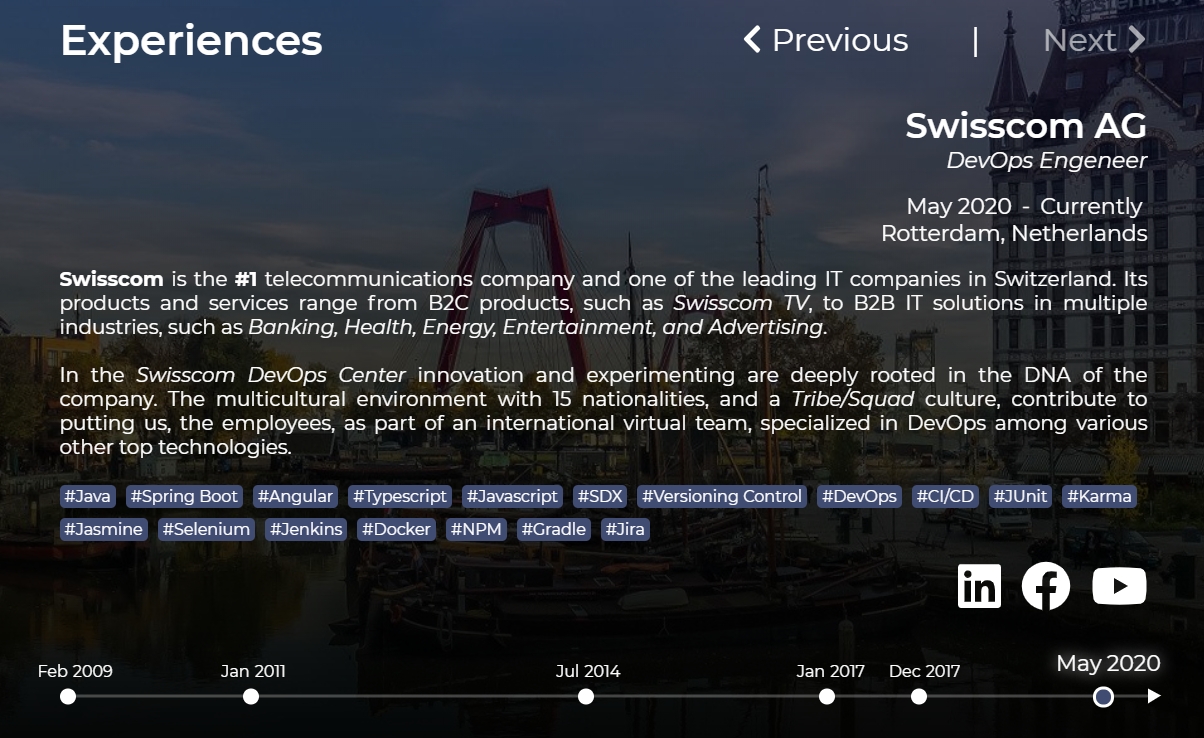 Experiences
Previous | Next
Swisscom AG
DevOps Engeneer
May 2020 - Currently
Rotterdam, Netherlands
Swisscom is the #1 telecommunications company and one of the leading IT companies in Switzerland. Its
products and services range from B2C products, such as Swisscom TV, to B2B IT solutions in multiple
industries, such as Banking, Health, Energy, Entertainment, and Advertising.
In the Swisscom DevOps Center innovation and experimenting are deeply rooted in the DNA of the
company. The multicultural environment with 15 nationalities, and a Tribe/Squad culture, contribute to
putting us, the employees, as part of an international virtual team, specialized in DevOps among various
other top technologies.
#Java #Spring Boot #Angular #Typescript #Javascript #SDX #Versioning Control #DevOps #CI/CD #JUnit #Karma
#Jasmine #Selenium #Jenkins #Docker #NPM #Gradle #Jira
in
Feb 2009 Jan 2011 Jul 2014 Jan 2017 Dec 2017 May 2020